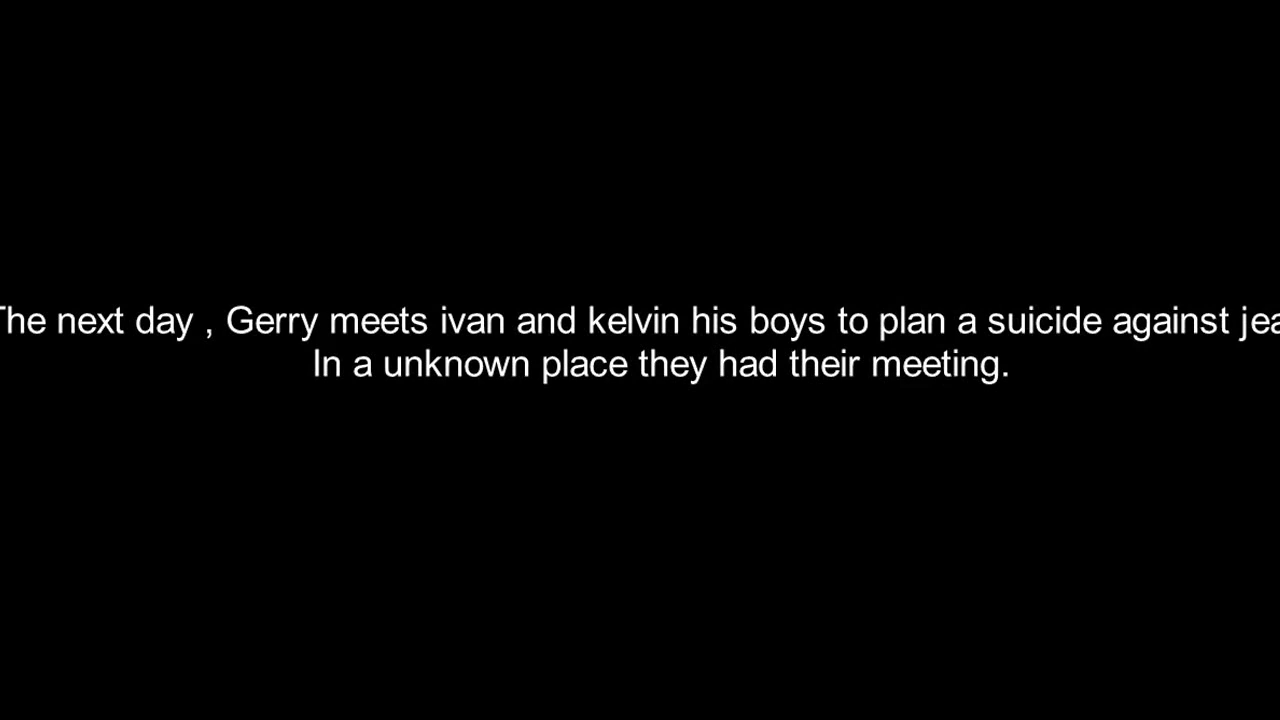 The next day , Gerry meets ivan and kelvin his boys to plan a suicide against
In a unknown place they had their meeting.